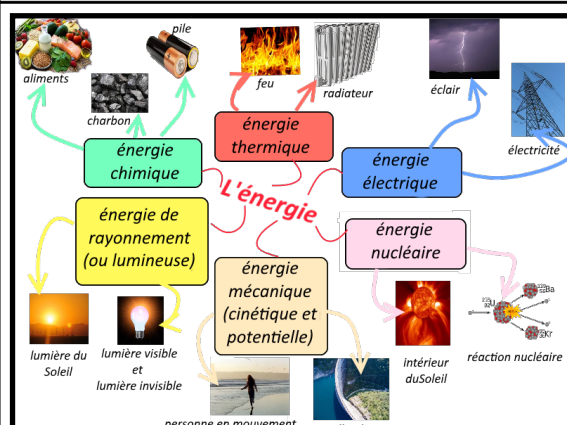 pile
aliments
charbon
feu
radiateur
éclair
électricité
énergie
chimique
énergie
thermique
énergie
électrique
L'énergie
énergie de
rayonnement
(ou lumineuse)
énergie
mécanique
(cinétique et
potentielle)
énergie
nucléaire
lumière du
Soleil
lumière visible
et
lumière invisible
intérieur
duSoleil
réaction nucléaire
Ba
U
Kr
personne en mouvement